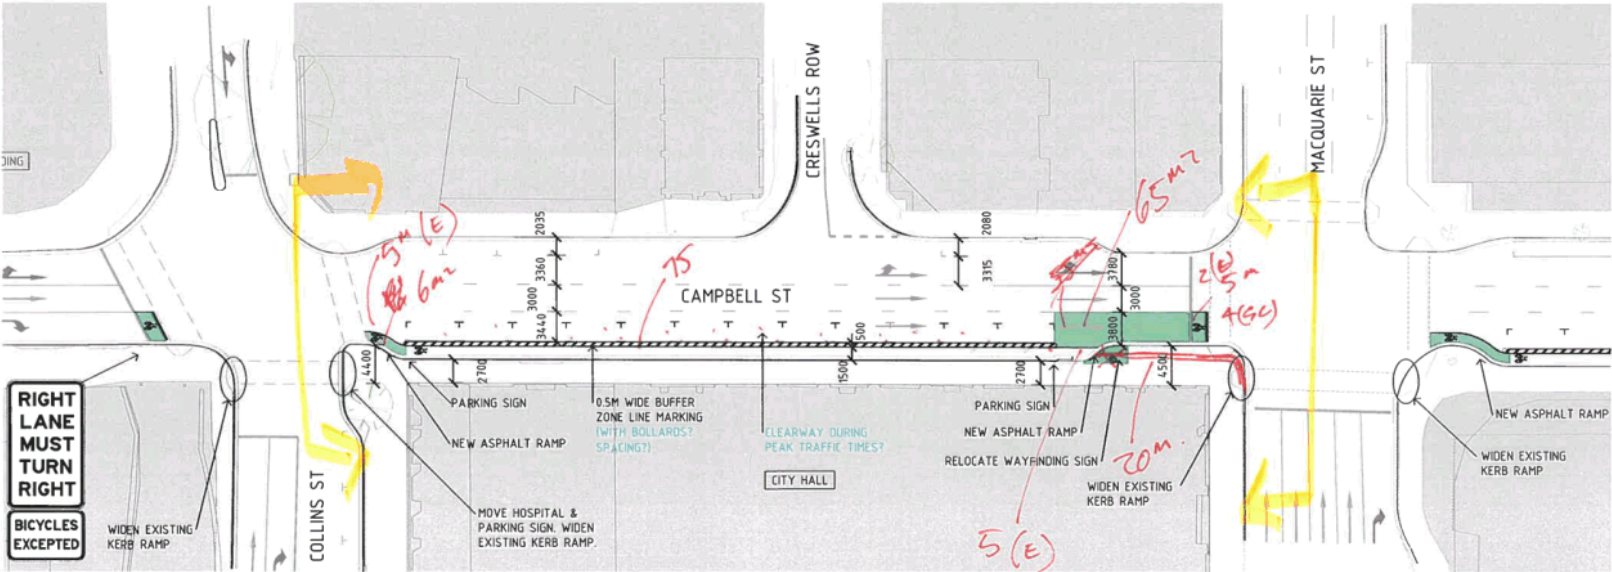 DING
RIGHT
LANE
MUST
TURN
RIGHT
BICYCLES
EXCEPTED
WIDEN EXISTING
KERB RAMP
COLLINS ST
5M (E)
6m²
4400
2700
PARKING SIGN
NEW ASPHALT RAMP
MOVE HOSPITAL &
PARKING SIGN. WIDEN
EXISTING KERB RAMP.
2035
3360
3000
3440
0.5M WIDE BUFFER
ZONE LINE MARKING
(WITH BOLLARDS?
SPACING?)
75
CAMPBELL ST
CLEARWAY DURING
PEAK TRAFFIC TIMES?
CITY HALL
CRESWELLS ROW
500
1500
2080
3315
65m²
3780
3000
3800
4500
2700
2(E)
5m
4(GC)
PARKING SIGN
NEW ASPHALT RAMP
RELOCATE WAYFINDING SIGN
20m.
WIDEN EXISTING
KERB RAMP
5 (E)
MACQUARIE ST
NEW ASPHALT RAMP
WIDEN EXISTING
KERB RAMP